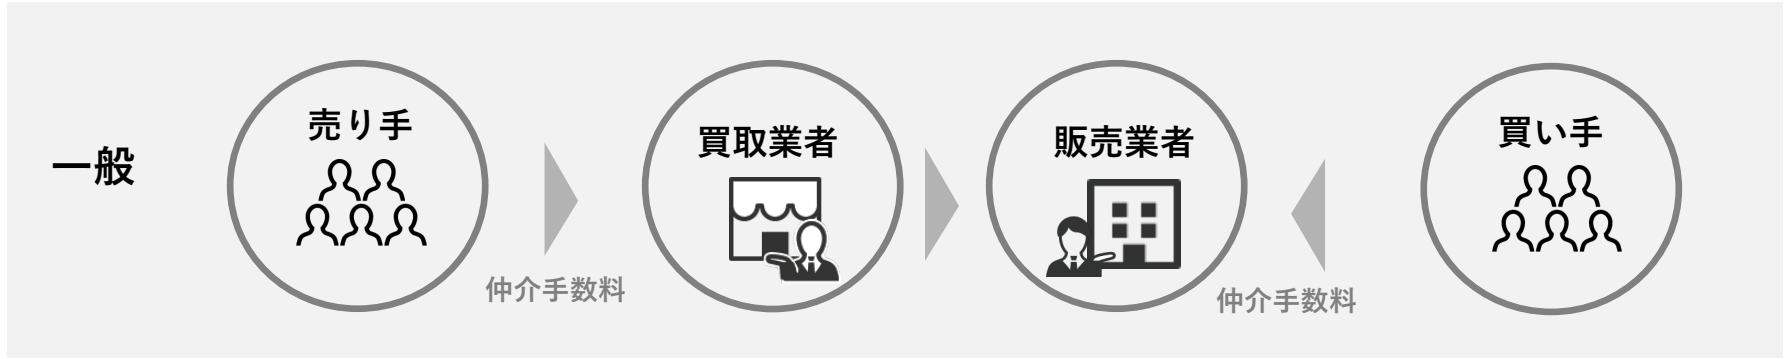 一般
売り手
買取業者
販売業者
買い手
仲介手数料
仲介手数料